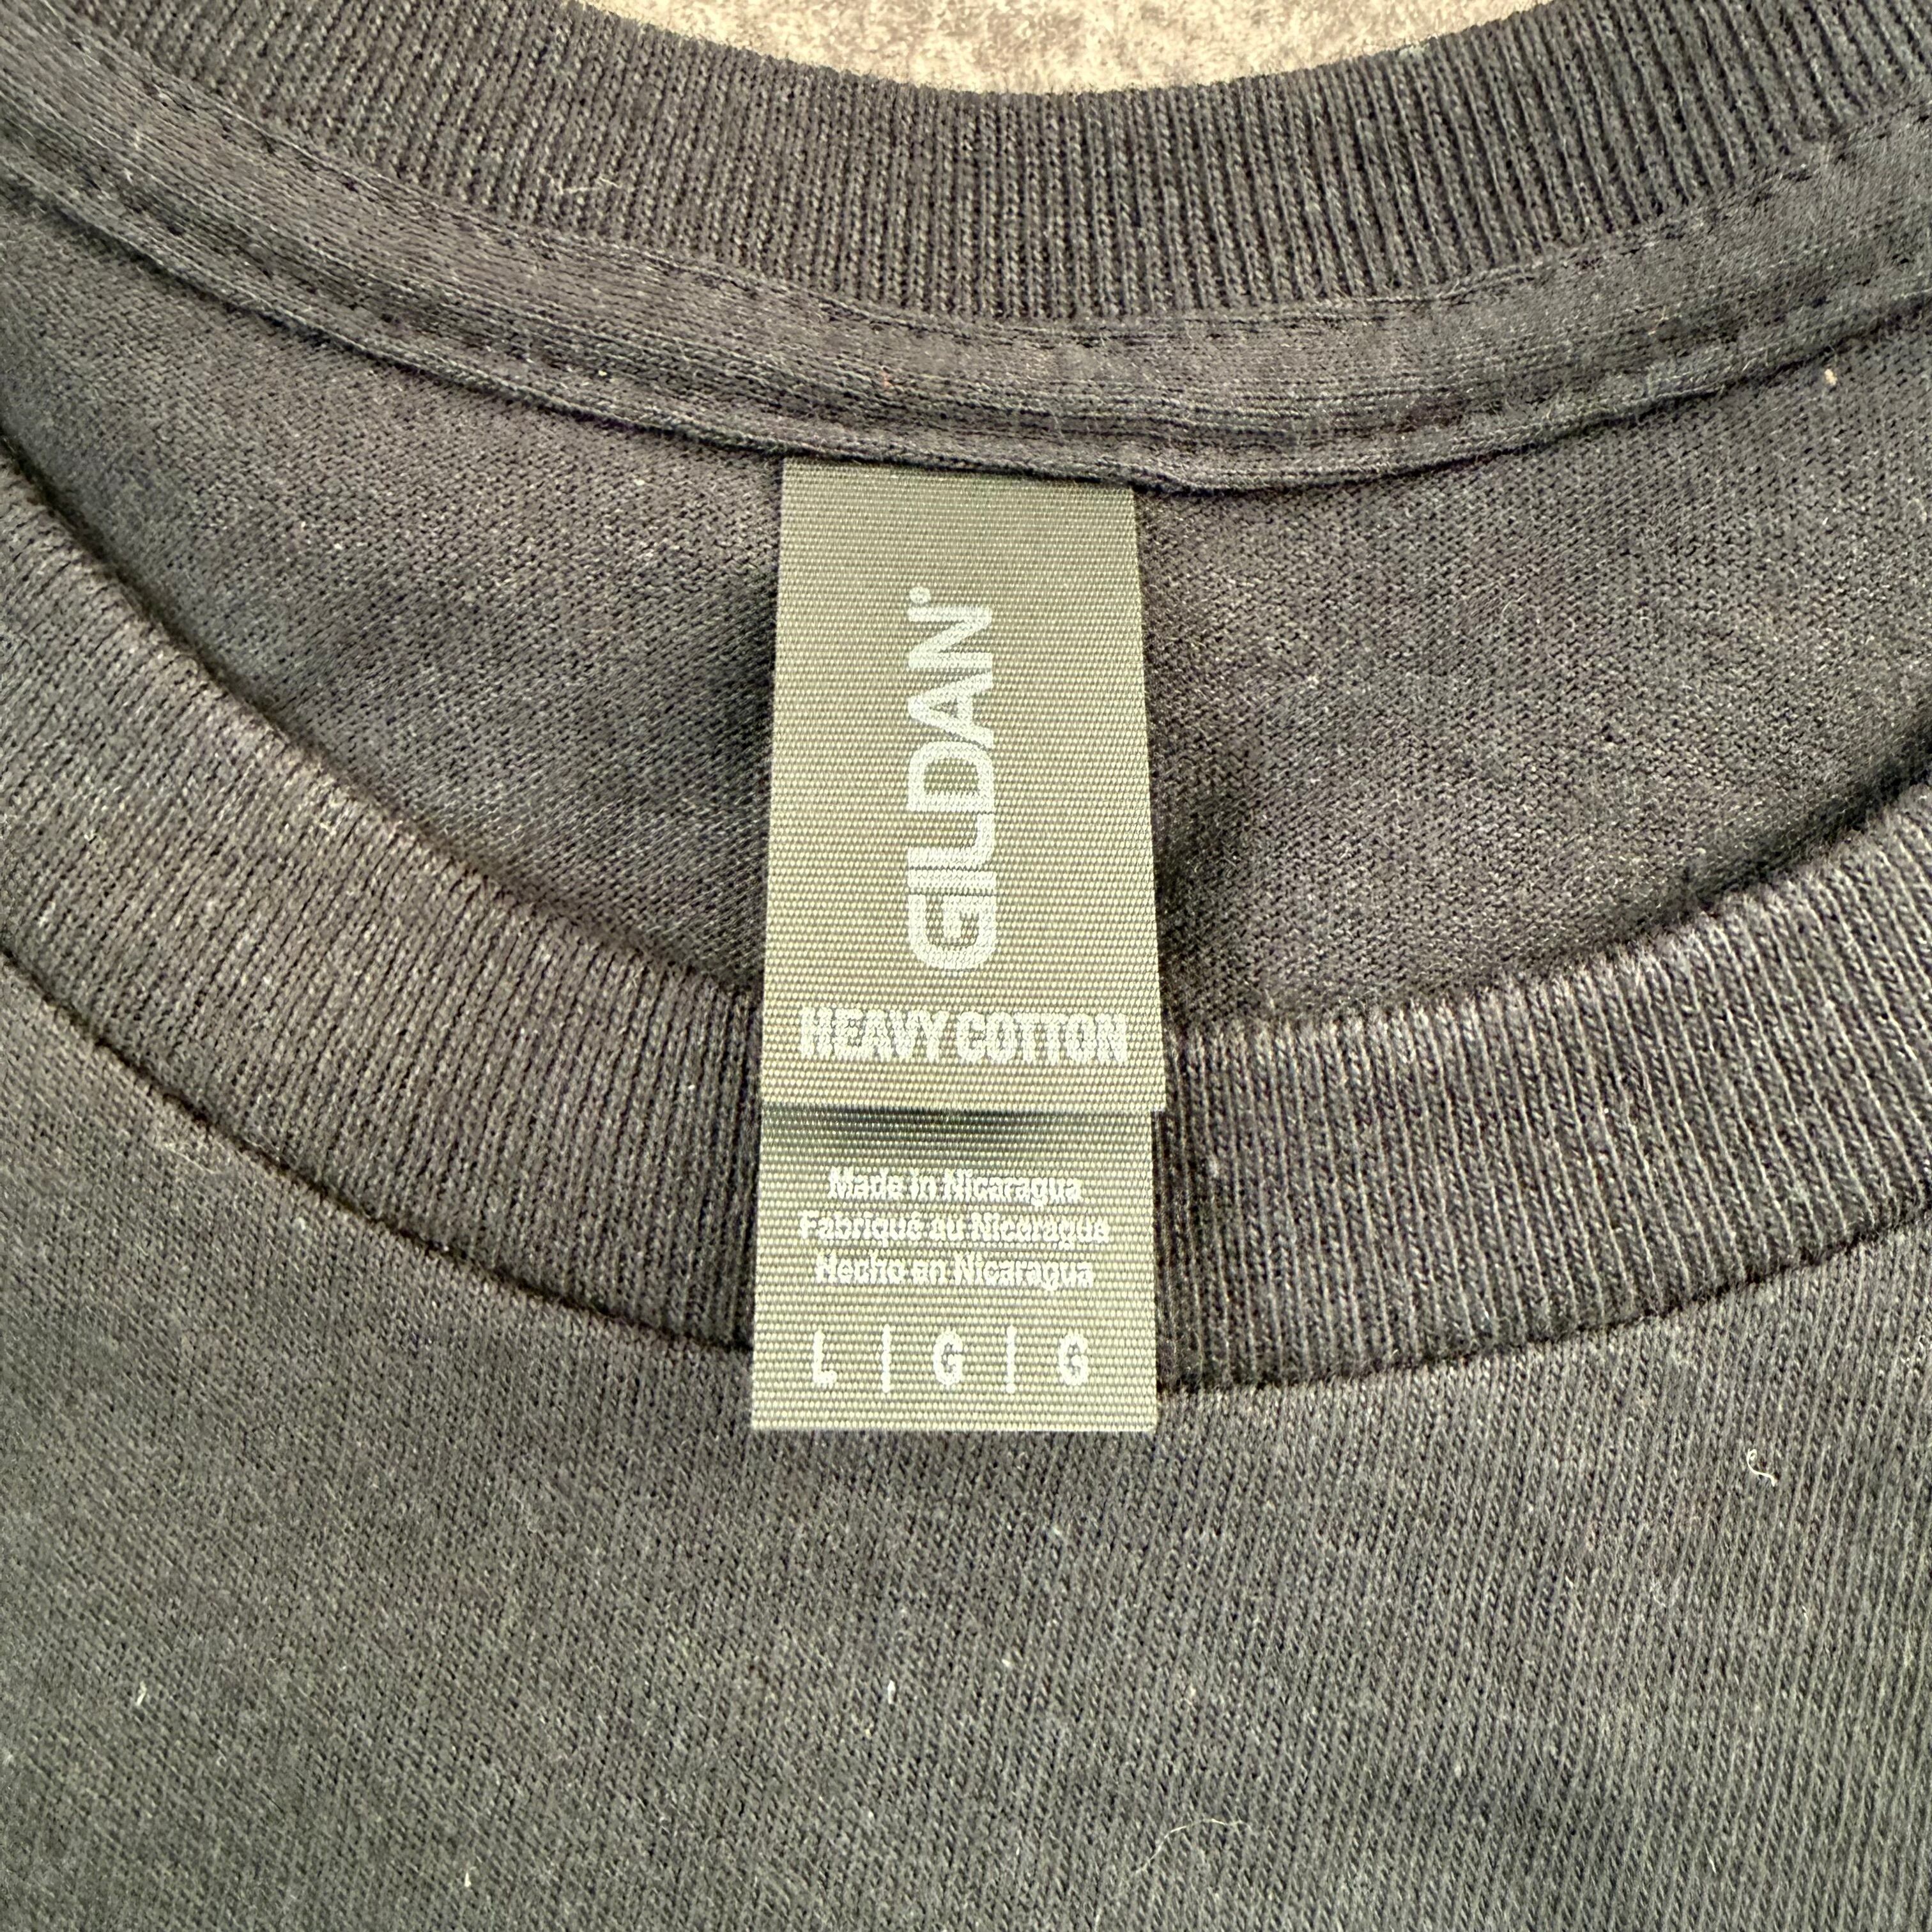 GILDAN®
HEAVY COTTON
Made in Nicaragua
Fabriqué au Nicaragua
Hecho en Nicaragua
L | G | G